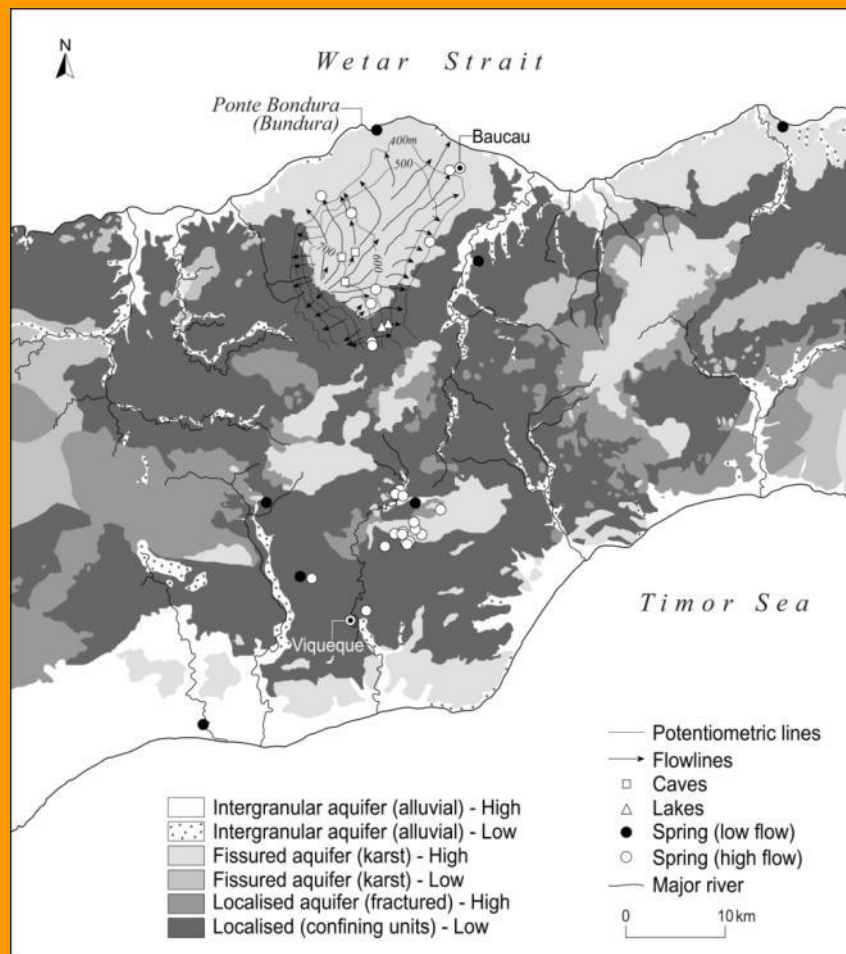 N
Wetar Strait
Ponte Bondura
(Bundura)
Baucau
400m
500
700
600
Timor Sea
Viqueque
Potentiometric lines
Flowlines
Caves
Lakes
Spring (low flow)
Spring (high flow)
Major river
0 10 km
Intergranular aquifer (alluvial) - High
Intergranular aquifer (alluvial) - Low
Fissured aquifer (karst) - High
Fissured aquifer (karst) - Low
Localised aquifer (fractured) - High
Localised (confining units) - Low